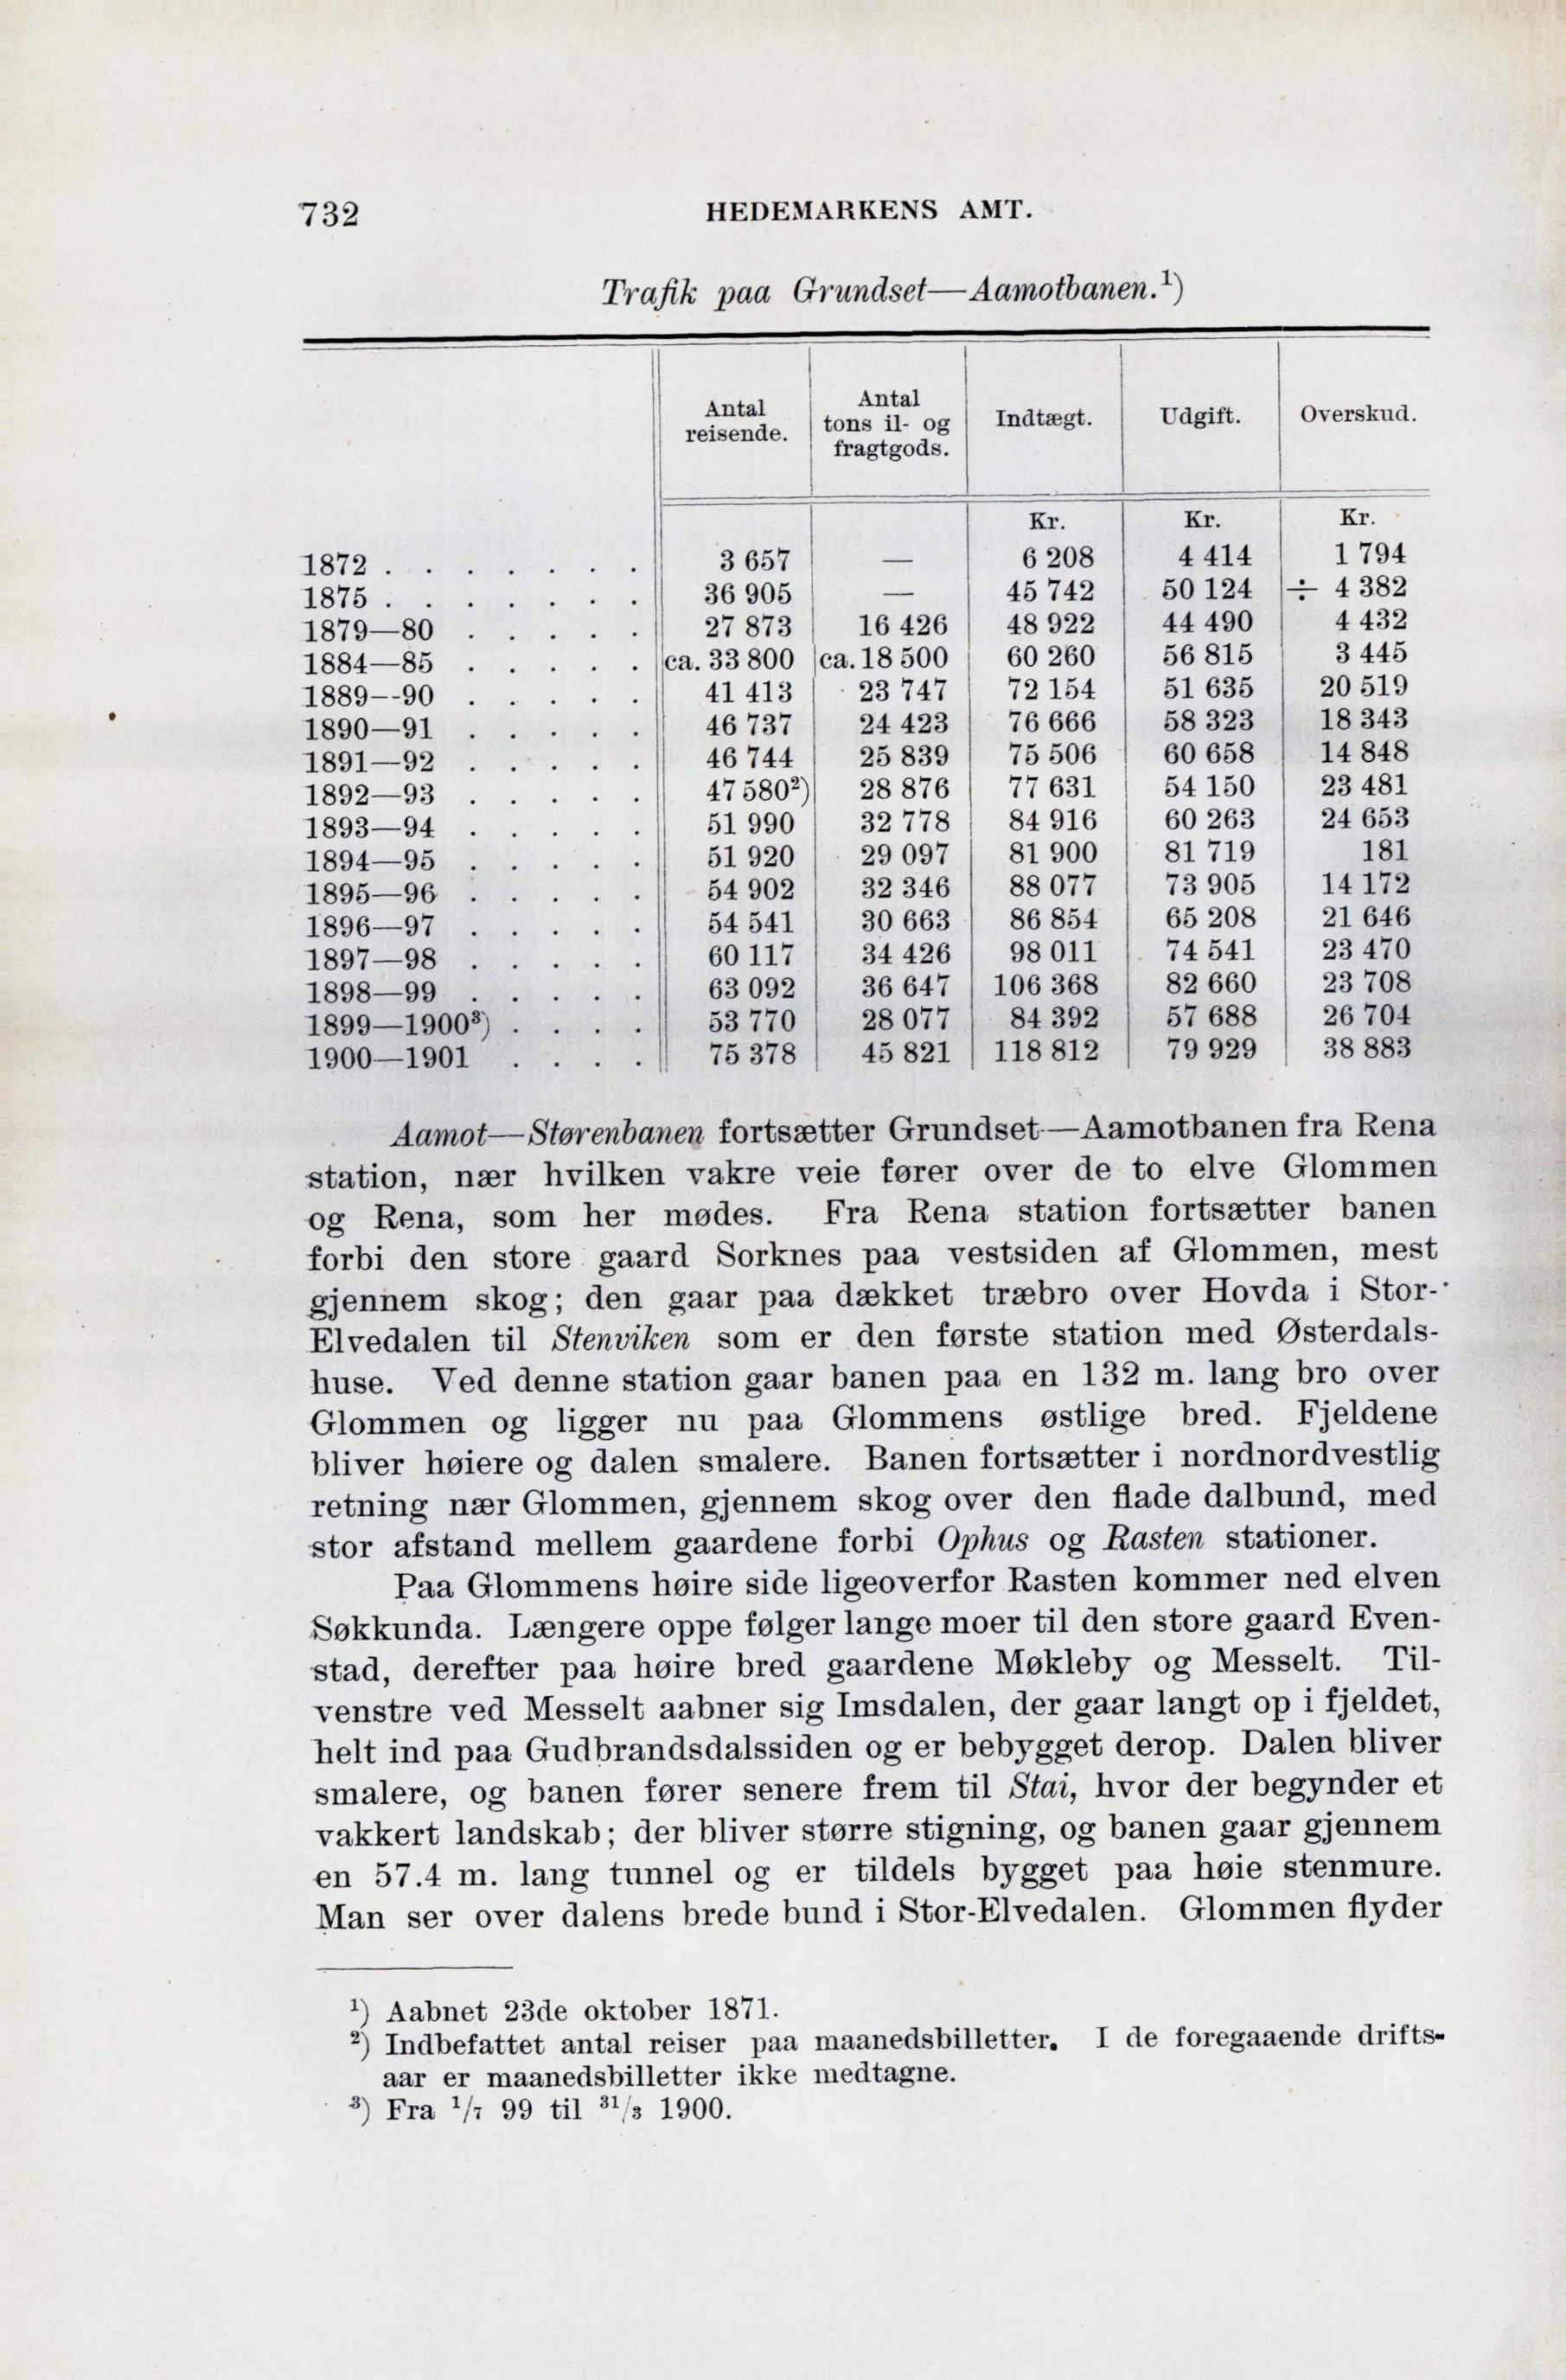 732 HEDEMARKENS AMT.
Trafik paa Grundset—Aamotbanen.¹)
Antal reisende. Antal tons il- og fragtgods. Indtægt. Udgift. Overskud.
Kr. Kr. Kr.
1872 . . . . . . . 3 657 — 6 208 4 414 1 794
1875 . . . . . . . 36 905 — 45 742 50 124 ÷ 4 382
1879—80 . . . . . 27 873 16 426 48 922 44 490 4 432
1884—85 . . . . . ca. 33 800 ca. 18 500 60 260 56 815 3 445
1889--90 . . . . . 41 413 23 747 72 154 51 635 20 519
1890—91 . . . . . 46 737 24 423 76 666 58 323 18 343
1891—92 . . . . . 46 744 25 839 75 506 60 658 14 848
1892—93 . . . . . 47 580²) 28 876 77 631 54 150 23 481
1893—94 . . . . . 51 990 32 778 84 916 60 263 24 653
1894—95 . . . . . 51 920 29 097 81 900 81 719 181
1895—96 . . . . . 54 902 32 346 88 077 73 905 14 172
1896—97 . . . . . 54 541 30 663 86 854 65 208 21 646
1897—98 . . . . . 60 117 34 426 98 011 74 541 23 470
1898—99 . . . . . 63 092 36 647 106 368 82 660 23 708
1899—1900³) . . . . 53 770 28 077 84 392 57 688 26 704
1900—1901 . . . . 75 378 45 821 118 812 79 929 38 883
Aamot—Størenbanen fortsætter Grundset—Aamotbanen fra Rena
station, nær hvilken vakre veie fører over de to elve Glommen
og Rena, som her mødes. Fra Rena station fortsætter banen
forbi den store gaard Sorknes paa vestsiden af Glommen, mest
gjennem skog; den gaar paa dækket træbro over Hovda i Stor-
Elvedalen til Stenviken som er den første station med Østerdals-
huse. Ved denne station gaar banen paa en 132 m. lang bro over
Glommen og ligger nu paa Glommens østlige bred. Fjeldene
bliver høiere og dalen smalere. Banen fortsætter i nordnordvestlig
retning nær Glommen, gjennem skog over den flade dalbund, med
stor afstand mellem gaardene forbi Ophus og Rasten stationer.
Paa Glommens høire side ligeoverfor Rasten kommer ned elven
Søkkunda. Længere oppe følger lange moer til den store gaard Even-
stad, derefter paa høire bred gaardene Møkleby og Messelt. Til-
venstre ved Messelt aabner sig Imsdalen, der gaar langt op i fjeldet,
helt ind paa Gudbrandsdalssiden og er bebygget derop. Dalen bliver
smalere, og banen fører senere frem til Stai, hvor der begynder et
vakkert landskab; der bliver større stigning, og banen gaar gjennem
en 57.4 m. lang tunnel og er tildels bygget paa høie stenmure.
Man ser over dalens brede bund i Stor-Elvedalen. Glommen flyder
¹) Aabnet 23de oktober 1871.
²) Indbefattet antal reiser paa maanedsbilletter. I de foregaaende drifts-
aar er maanedsbilletter ikke medtagne.
³) Fra ¹/₇ 99 til ³¹/₃ 1900.